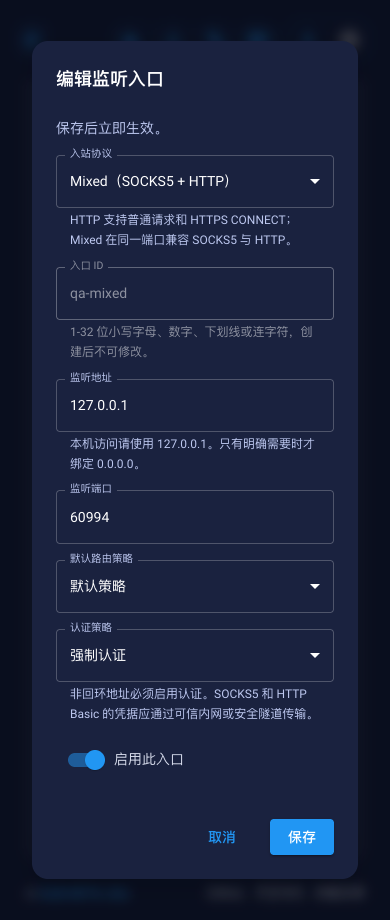 编辑监听入口
保存后立即生效。
入站协议
Mixed（SOCKS5 + HTTP）
HTTP 支持普通请求和 HTTPS CONNECT；
Mixed 在同一端口兼容 SOCKS5 与 HTTP。
入口 ID
qa-mixed
1-32 位小写字母、数字、下划线或连字符，创
建后不可修改。
监听地址
127.0.0.1
本机访问请使用 127.0.0.1。只有明确需要时才
绑定 0.0.0.0。
监听端口
60994
默认路由策略
默认策略
认证策略
强制认证
非回环地址必须启用认证。SOCKS5 和 HTTP
Basic 的凭据应通过可信内网或安全隧道传输。
启用此入口
取消
保存